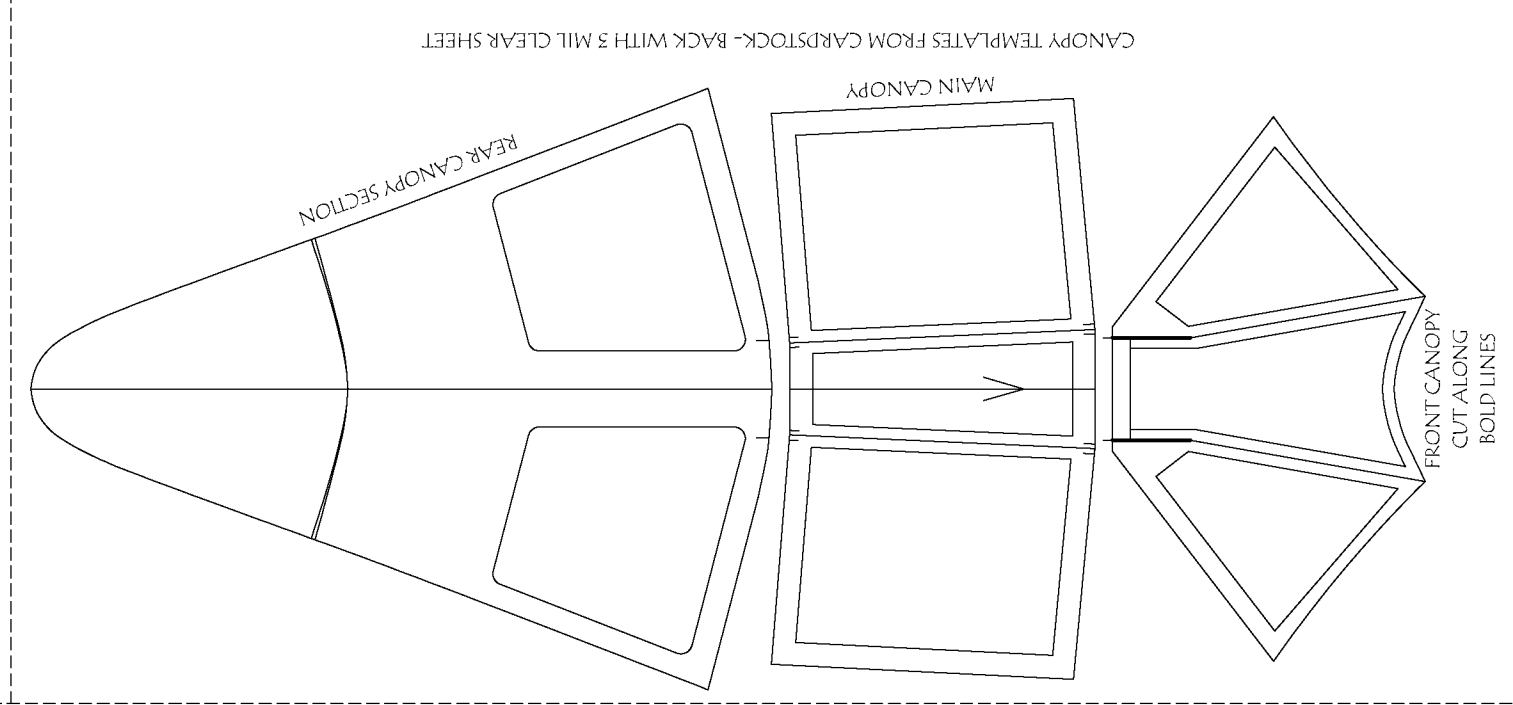 CANOPY TEMPLATES FROM CARDSTOCK- BACK WITH 3 MIL CLEAR SHEET
MAIN CANOPY
REAR CANOPY SECTION
FRONT CANOPY
CUT ALONG
BOLD LINES